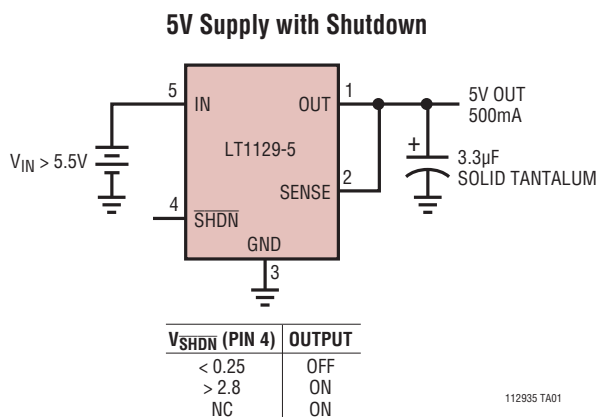 5V Supply with Shutdown
5
IN
OUT
1
5V OUT
500mA
LT1129-5
VIN > 5.5V
+
3.3µF
SOLID TANTALUM
2
SENSE
4
SHDN
GND
3
VSHDN (PIN 4) OUTPUT
< 0.25 OFF
> 2.8 ON
NC ON
112935 TA01